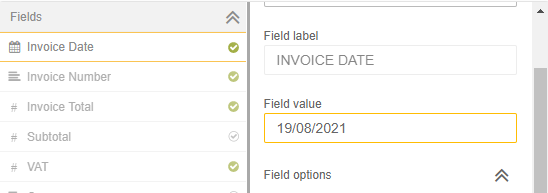 Fields
Invoice Date
Invoice Number
# Invoice Total
# Subtotal
# VAT
Field label
INVOICE DATE
Field value
19/08/2021
Field options